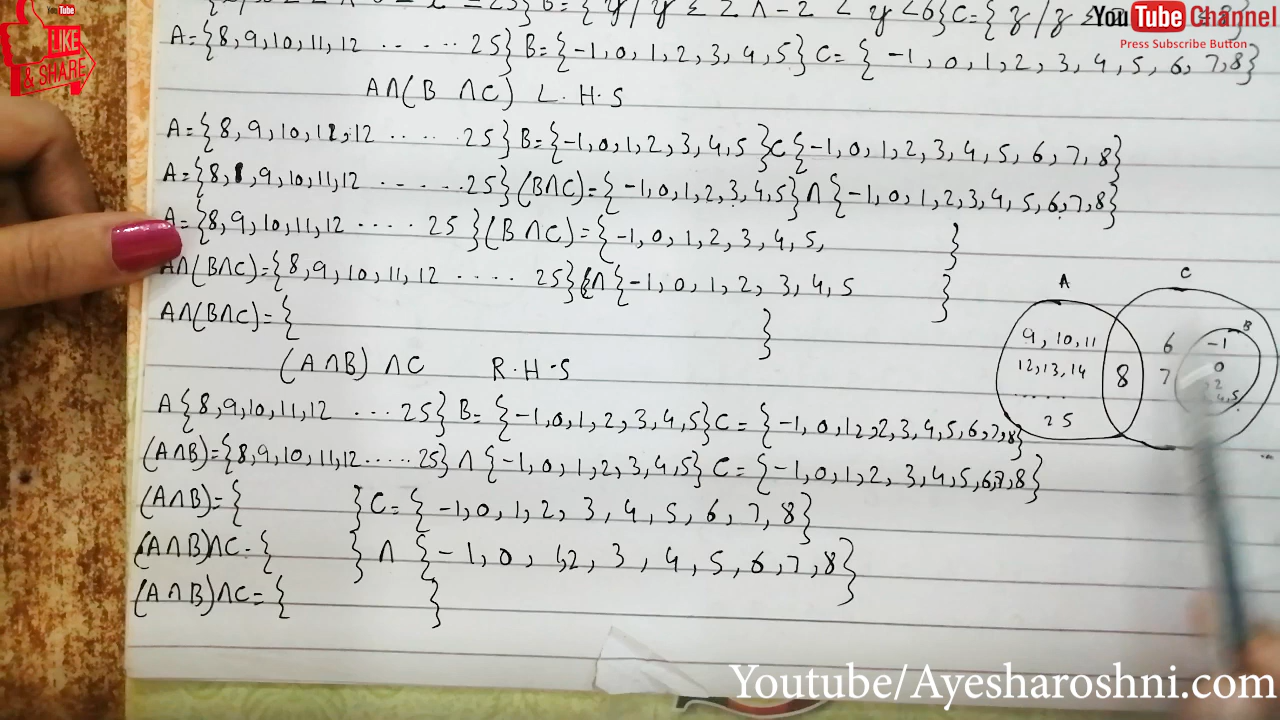 YouTube
LIKE
& SHARE
YouTube Channel
Press Subscribe Button
B={y/y ≤ Z ∧ -2 < y <6} C={z/z
A={8,9,10,11,12 ..... 25} B={-1,0,1,2,3,4,5} C= {-1,0,1,2,3,4,5,6,7,8}
A∩(B ∩C) L.H.S
A={8,9,10,11,12 ..... 25} B={-1,0,1,2,3,4,5}C{-1,0,1,2,3,4,5,6,7,8}
A={8,9,10,11,12 ......25}(B∩C)={-1,0,1,2,3,4,5}∩{-1,0,1,2,3,4,5,6,7,8}
A={8,9,10,11,12 ..... 25}(B∩C)={-1,0,1,2,3,4,5, }
A∩(B∩C)={8,9,10,11,12 ..... 25}∩{-1,0,1,2,3,4,5 }
A∩(B∩C)={ }
(A∩B) ∩C R.H.S
A{8,9,10,11,12 ...25} B={-1,0,1,2,3,4,5}C={-1,0,1,2,3,4,5,6,7,8}
(A∩B)={8,9,10,11,12.....25}∩{-1,0,1,2,3,4,5} C={-1,0,1,2,3,4,5,6,7,8}
(A∩B)={ }C={-1,0,1,2,3,4,5,6,7,8}
(A∩B)∩C-{ } ∩ {-1,0,1,2,3,4,5,6,7,8}
(A∩B)∩C={ }
A
C
B
9,10,11
12,13,14
.....
25
8
6
7
-1
0
2
Youtube/Ayesharoshni.com